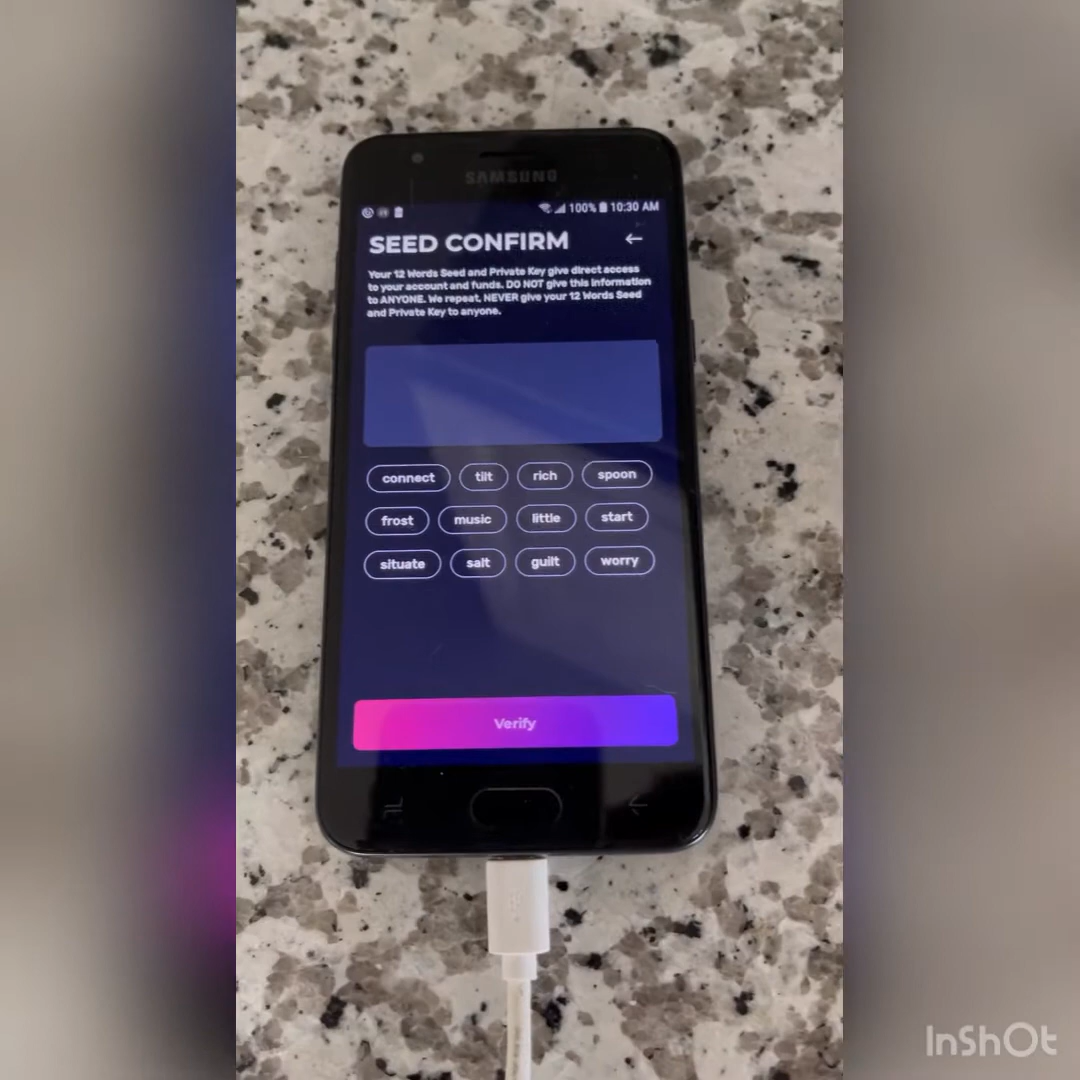 SAMSUNG
100% 10:30 AM
SEED CONFIRM
Your 12 Words Seed and Private Key give direct access
to your account and funds. DO NOT give this information
to ANYONE. We repeat, NEVER give your 12 Words Seed
and Private Key to anyone.
connect tilt rich spoon
frost music little start
situate salt guilt worry
Verify
InShOt